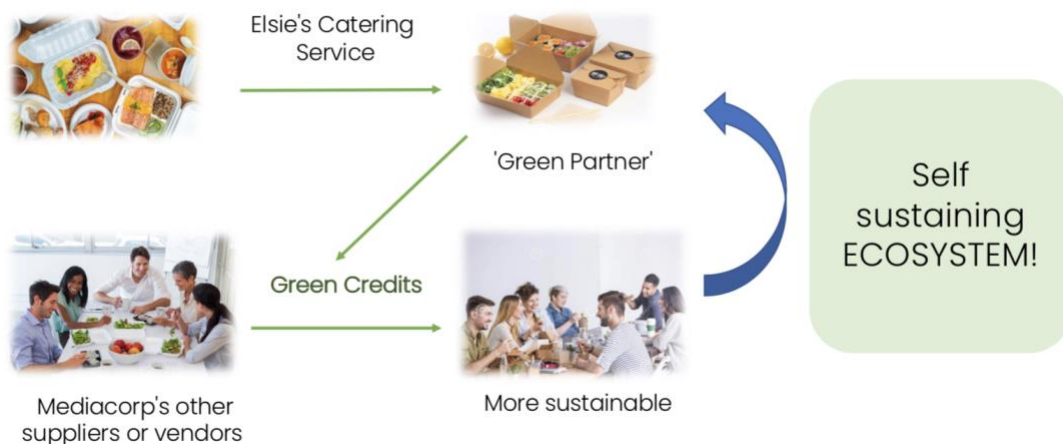 Elsie's Catering
Service
'Green Partner'
Self
sustaining
ECOSYSTEM!
Green Credits
Mediacorp's other
suppliers or vendors
More sustainable